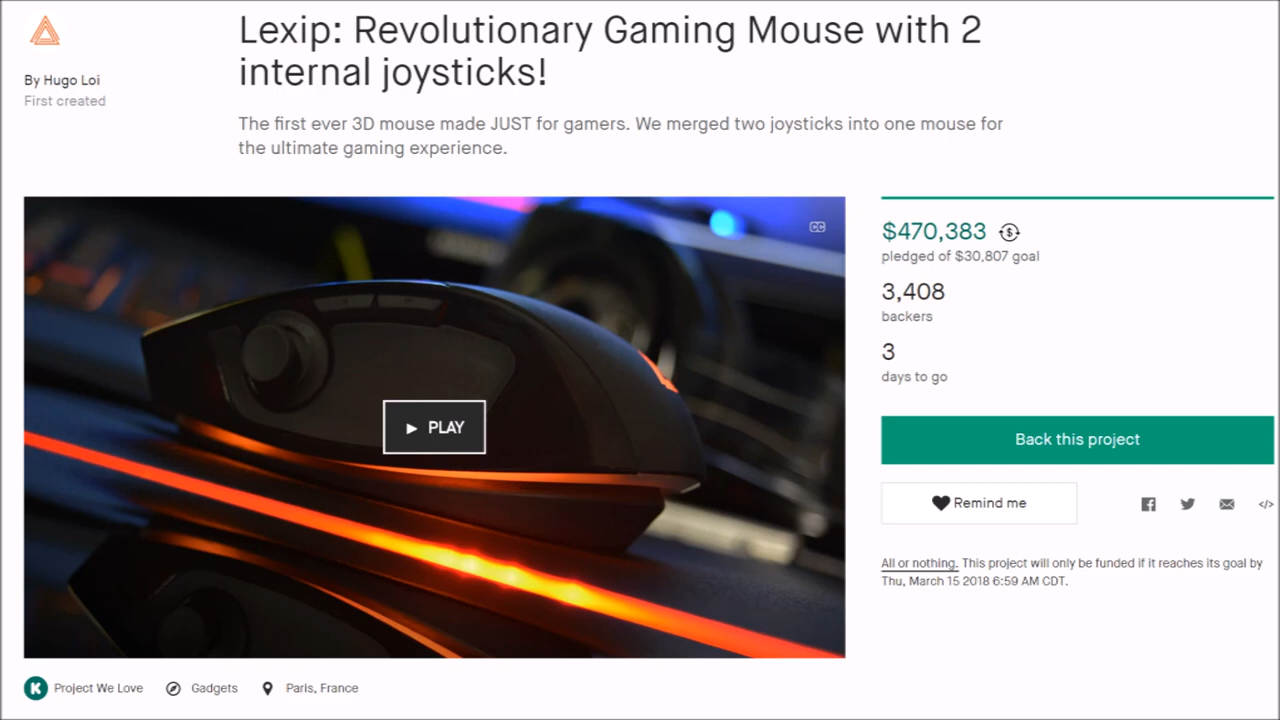 Lexip: Revolutionary Gaming Mouse with 2
internal joysticks!
By Hugo Loi
First created
The first ever 3D mouse made JUST for gamers. We merged two joysticks into one mouse for
the ultimate gaming experience.
CC
PLAY
$470,383
pledged of $30,807 goal
3,408
backers
3
days to go
Back this project
Remind me
All or nothing. This project will only be funded if it reaches its goal by
Thu, March 15 2018 6:59 AM CDT.
K Project We Love Gadgets Paris, France